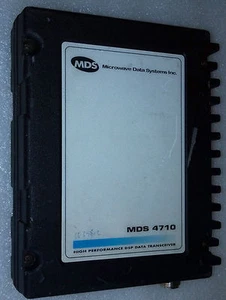 MDS Microwave Data Systems Inc.
MDS 4710
HIGH PERFORMANCE DSP DATA TRANSCEIVER